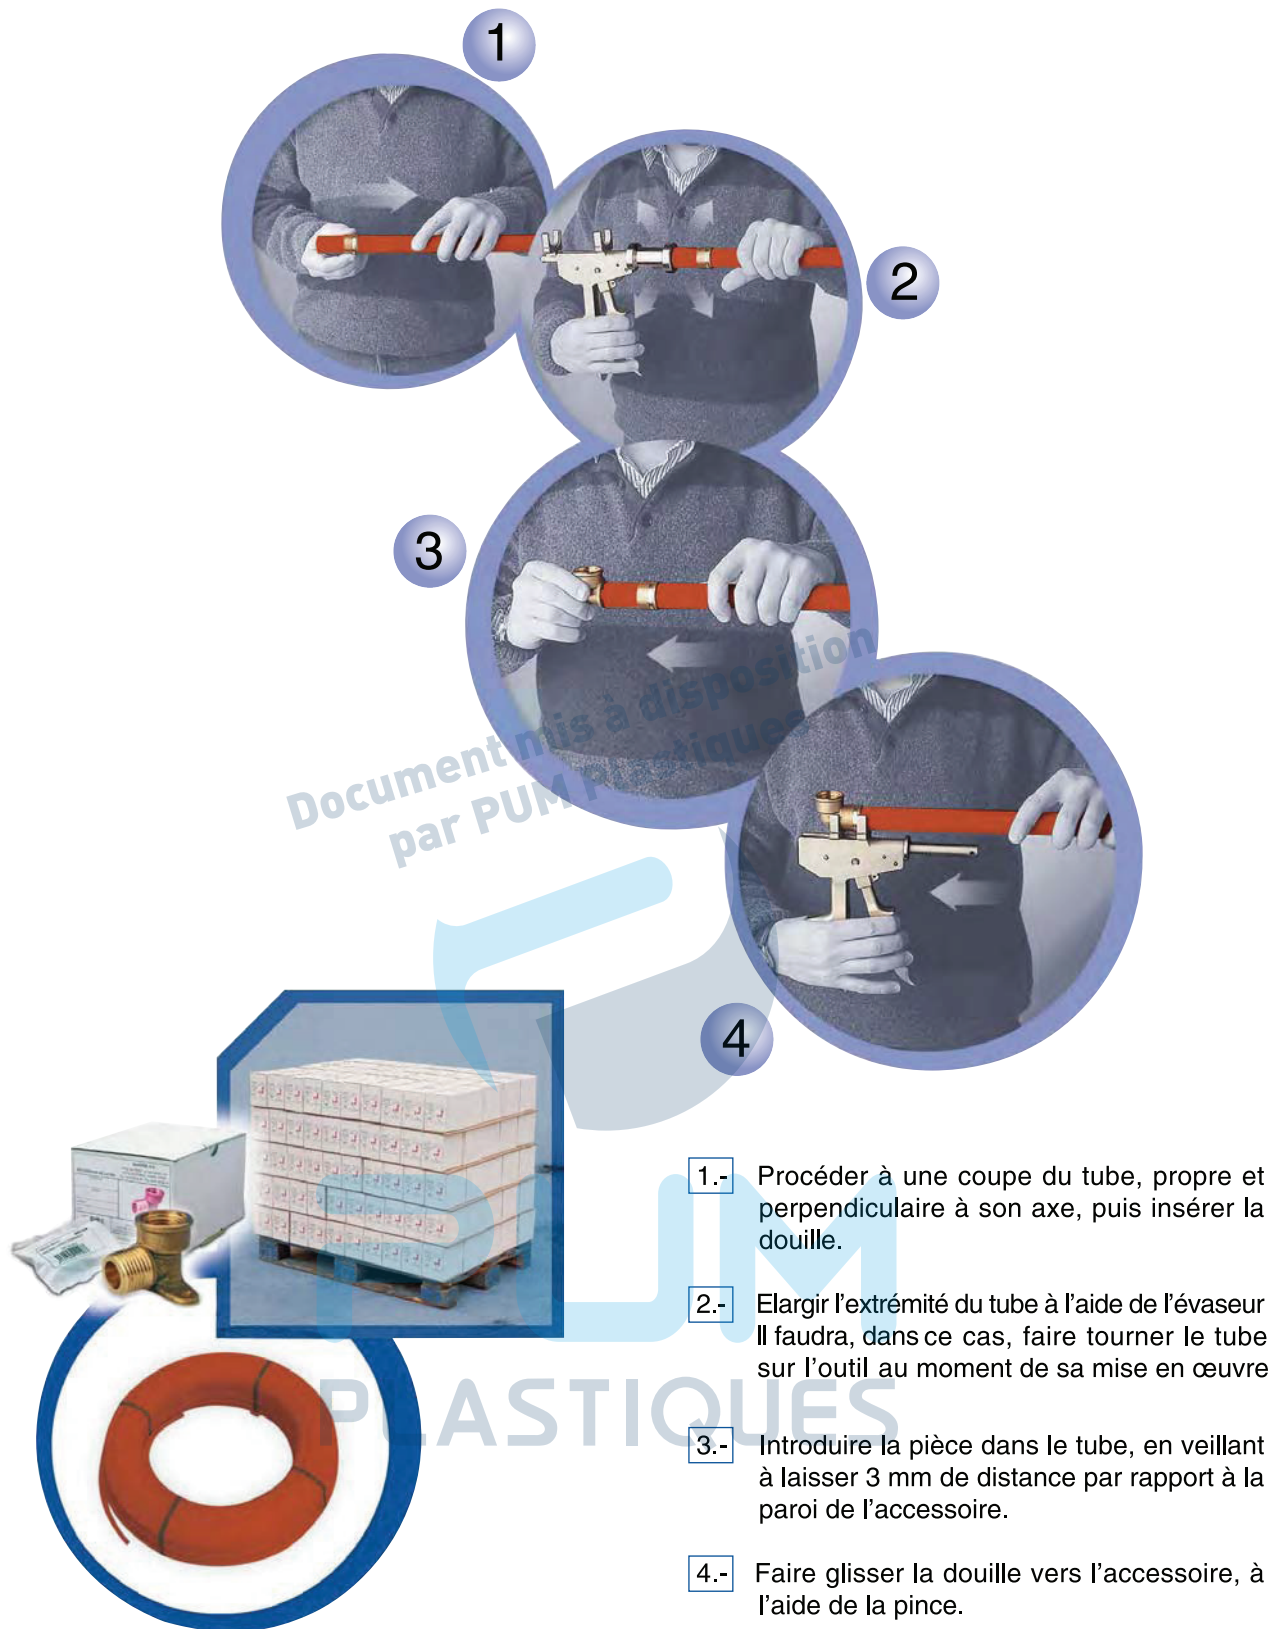 1
2
3
4
Document mis à disposition
par PUM Plastiques
PUM
PLASTIQUES
1.- Procéder à une coupe du tube, propre et
perpendiculaire à son axe, puis insérer la
douille.
2.- Elargir l'extrémité du tube à l'aide de l'évaseur
Il faudra, dans ce cas, faire tourner le tube
sur l'outil au moment de sa mise en œuvre
3.- Introduire la pièce dans le tube, en veillant
à laisser 3 mm de distance par rapport à la
paroi de l'accessoire.
4.- Faire glisser la douille vers l'accessoire, à
l'aide de la pince.